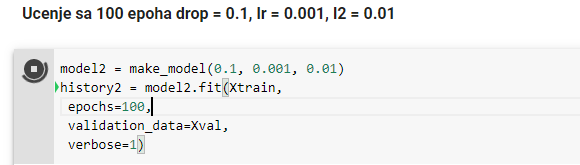 Ucenje sa 100 epoha drop = 0.1, lr = 0.001, l2 = 0.01
model2 = make_model(0.1, 0.001, 0.01)
history2 = model2.fit(Xtrain,
epochs=100,
validation_data=Xval,
verbose=1)